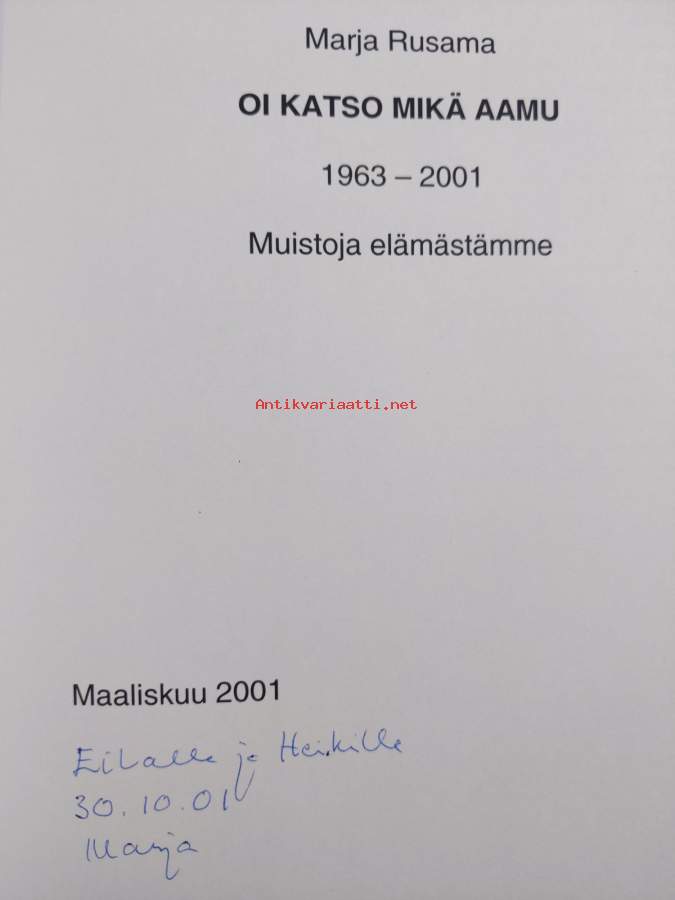 Marja Rusama
OI KATSO MIKÄ AAMU
1963 – 2001
Muistoja elämästämme
Antikvariaatti.net
Maaliskuu 2001
Eilalle ja Heikille
30.10.01
Marja